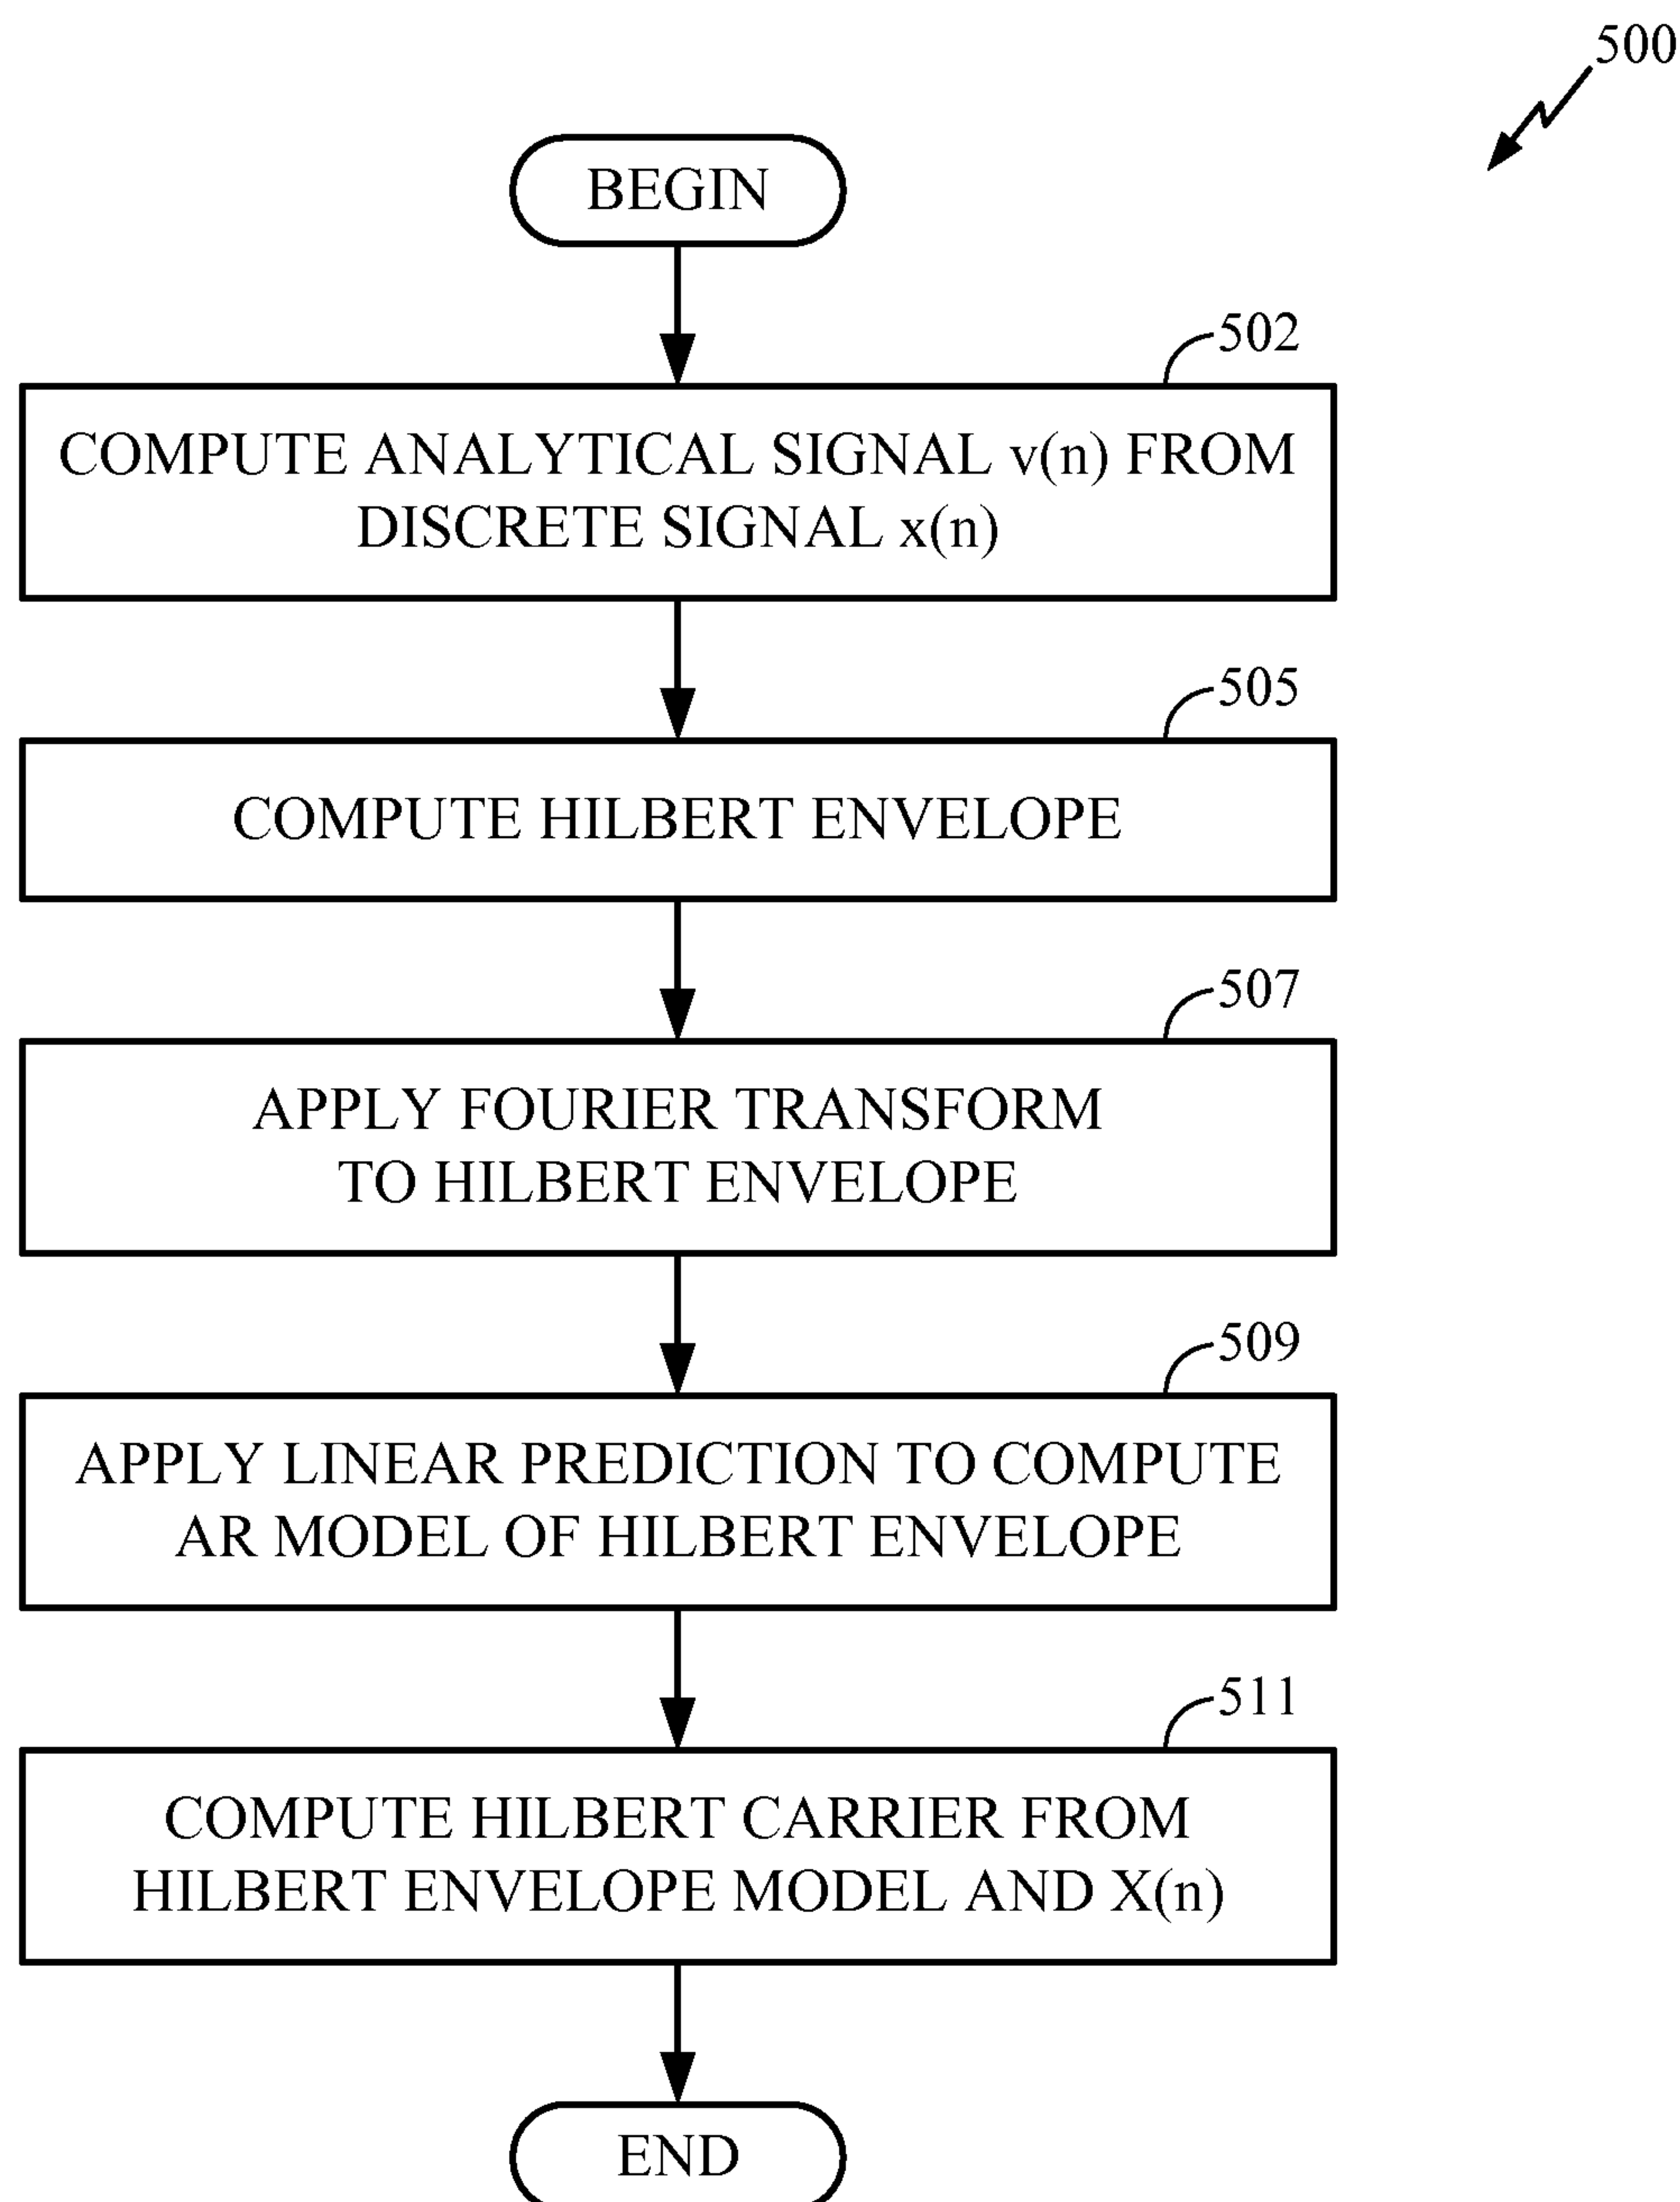 500
BEGIN
502
COMPUTE ANALYTICAL SIGNAL v(n) FROM
DISCRETE SIGNAL x(n)
505
COMPUTE HILBERT ENVELOPE
507
APPLY FOURIER TRANSFORM
TO HILBERT ENVELOPE
509
APPLY LINEAR PREDICTION TO COMPUTE
AR MODEL OF HILBERT ENVELOPE
511
COMPUTE HILBERT CARRIER FROM
HILBERT ENVELOPE MODEL AND X(n)
END